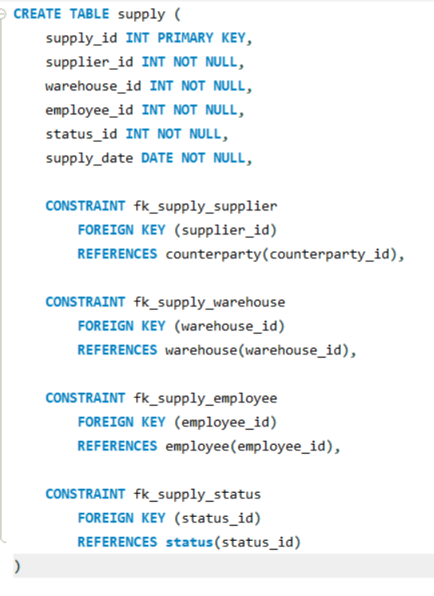 CREATE TABLE supply (
    supply_id INT PRIMARY KEY,
    supplier_id INT NOT NULL,
    warehouse_id INT NOT NULL,
    employee_id INT NOT NULL,
    status_id INT NOT NULL,
    supply_date DATE NOT NULL,

    CONSTRAINT fk_supply_supplier
        FOREIGN KEY (supplier_id)
        REFERENCES counterparty(counterparty_id),

    CONSTRAINT fk_supply_warehouse
        FOREIGN KEY (warehouse_id)
        REFERENCES warehouse(warehouse_id),

    CONSTRAINT fk_supply_employee
        FOREIGN KEY (employee_id)
        REFERENCES employee(employee_id),

    CONSTRAINT fk_supply_status
        FOREIGN KEY (status_id)
        REFERENCES status(status_id)
)